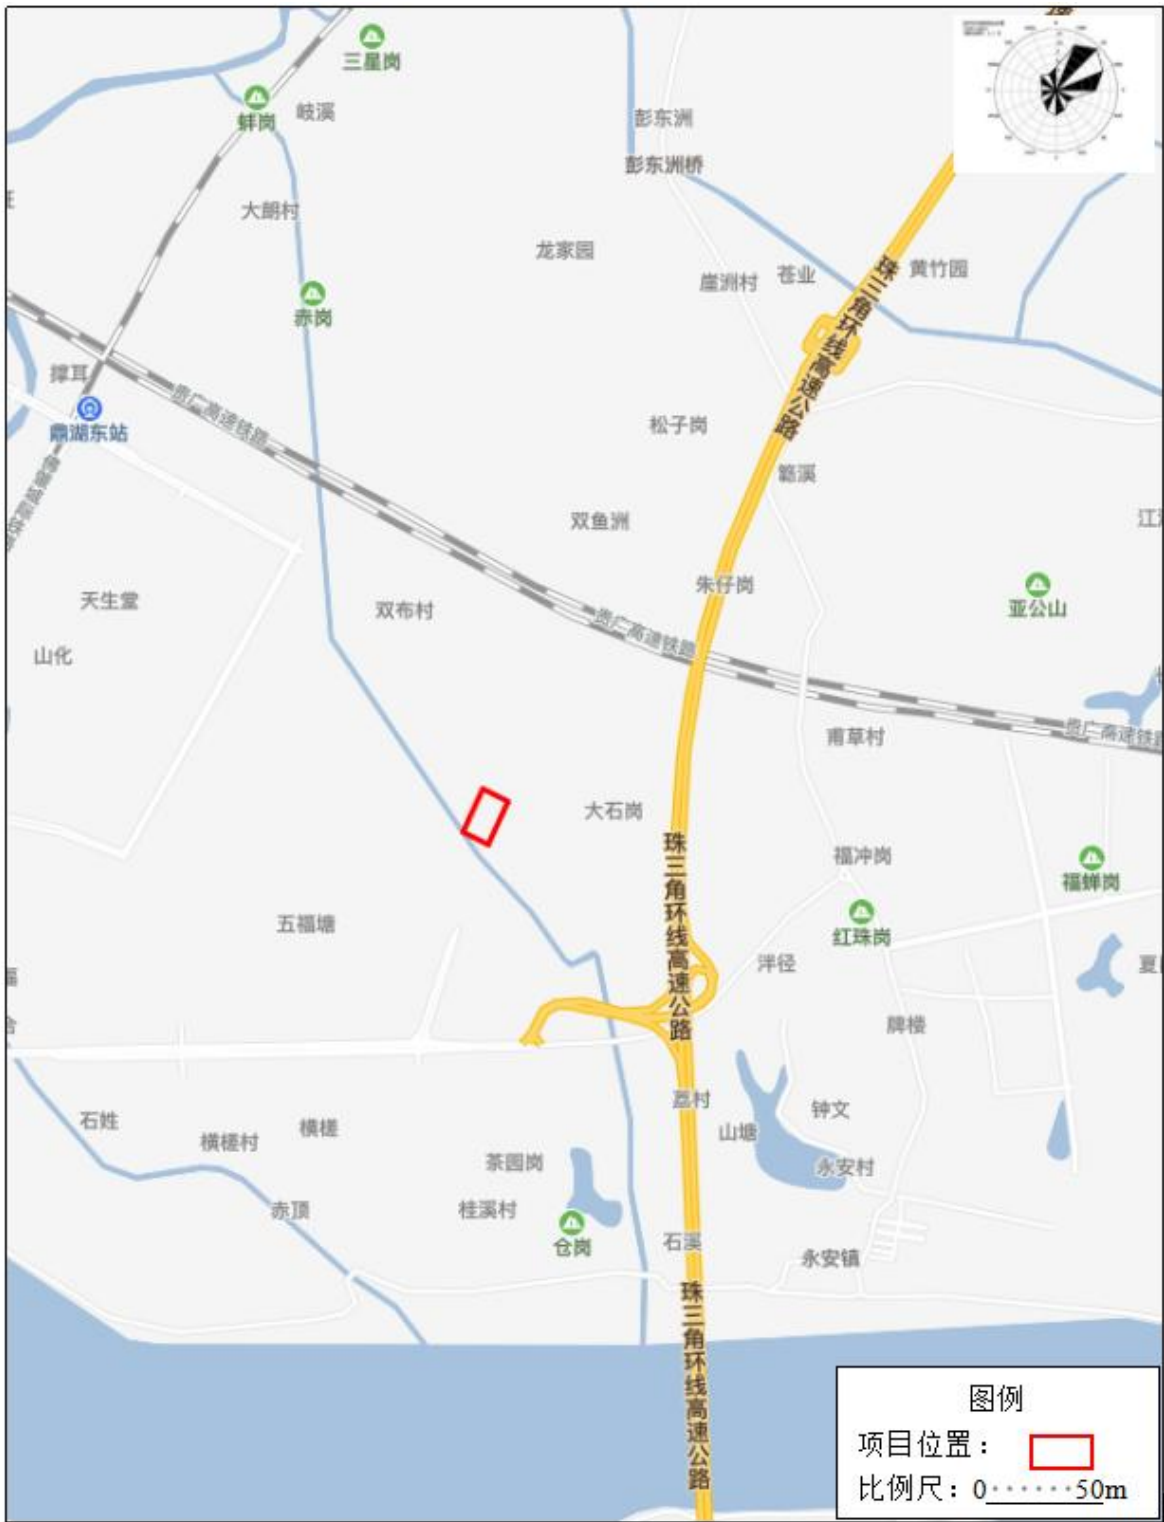 三星岗
蚌岗
岐溪
彭东洲
彭东洲桥
大朗村
龙家园
崖洲村
苍业
黄竹园
珠三角环线高速公路
赤岗
撑耳
鼎湖东站
贵广高速铁路
松子岗
双鱼洲
天生堂
双布村
朱仔岗
亚公山
山化
贵广高速铁路
甫草村
贵广高速铁路
大石岗
珠三角环线高速公路
福冲岗
福蝉岗
五福塘
红珠岗
泮径
牌楼
石姓
横槎村
横槎
荔村
山塘
钟文
永安村
茶园岗
赤顶
桂溪村
仓岗
石溪
永安镇
珠三角环线高速公路
图例
项目位置：
比例尺：0······50m